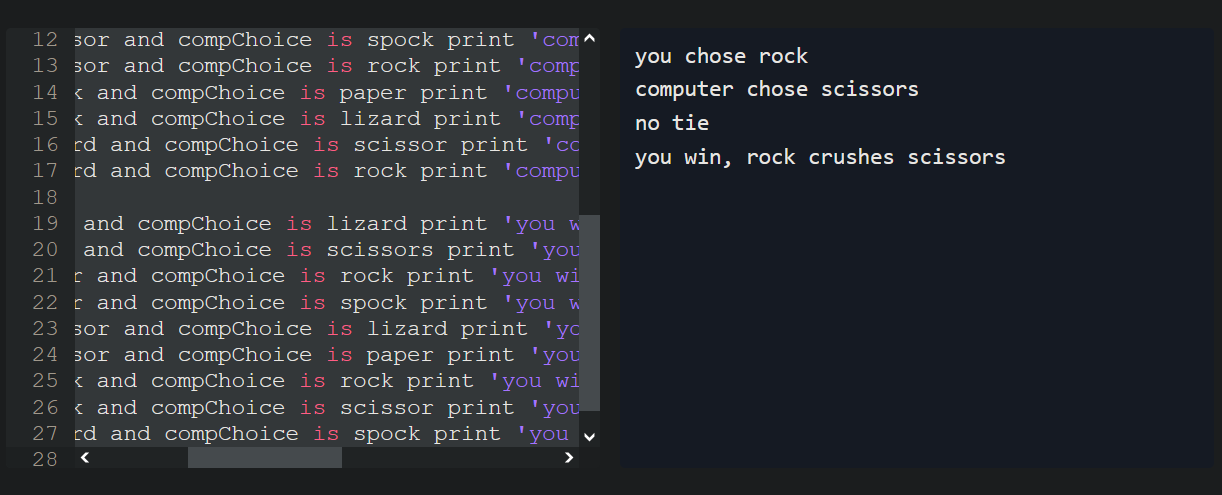 12 sor and compChoice is spock print 'com
13 sor and compChoice is rock print 'comp
14 k and compChoice is paper print 'compu
15 k and compChoice is lizard print 'comp
16 rd and compChoice is scissor print 'co
17 rd and compChoice is rock print 'compu
18
19 and compChoice is lizard print 'you w
20 and compChoice is scissors print 'you
21 r and compChoice is rock print 'you wi
22 r and compChoice is spock print 'you w
23 sor and compChoice is lizard print 'yo
24 sor and compChoice is paper print 'you
25 k and compChoice is rock print 'you wi
26 k and compChoice is scissor print 'you
27 rd and compChoice is spock print 'you
28
you chose rock
computer chose scissors
no tie
you win, rock crushes scissors